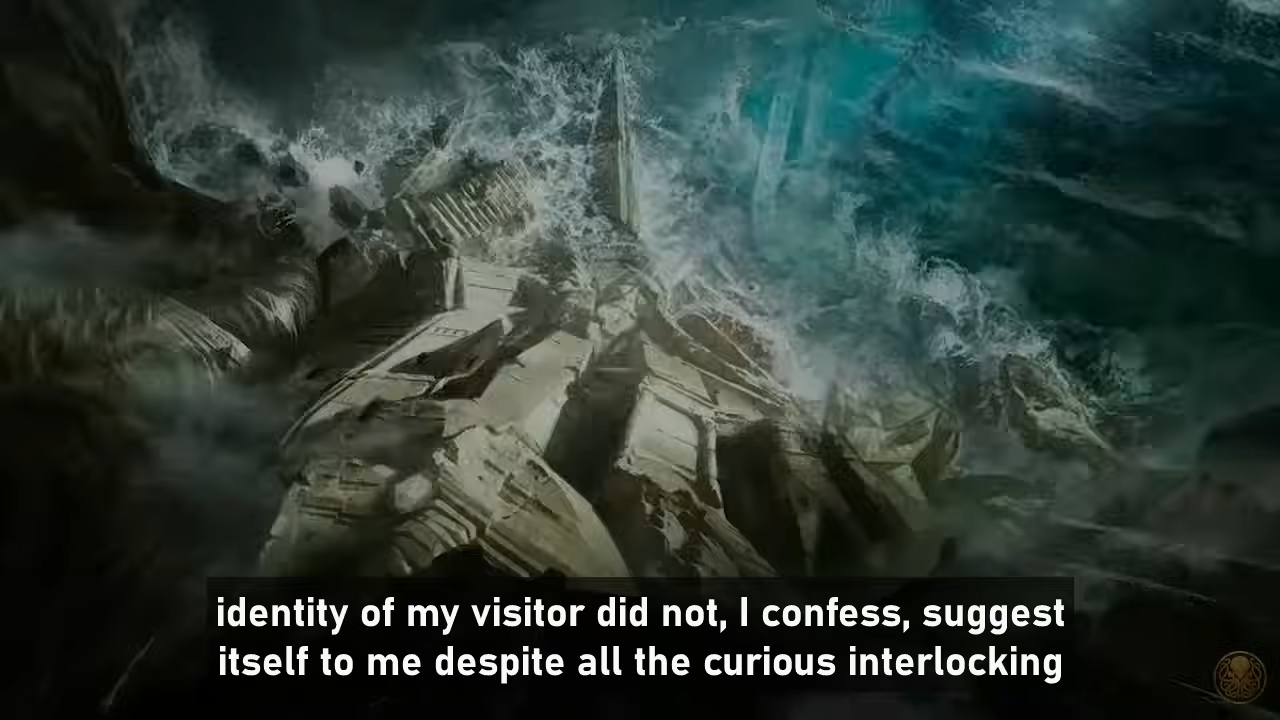 identity of my visitor did not, I confess, suggest
itself to me despite all the curious interlocking